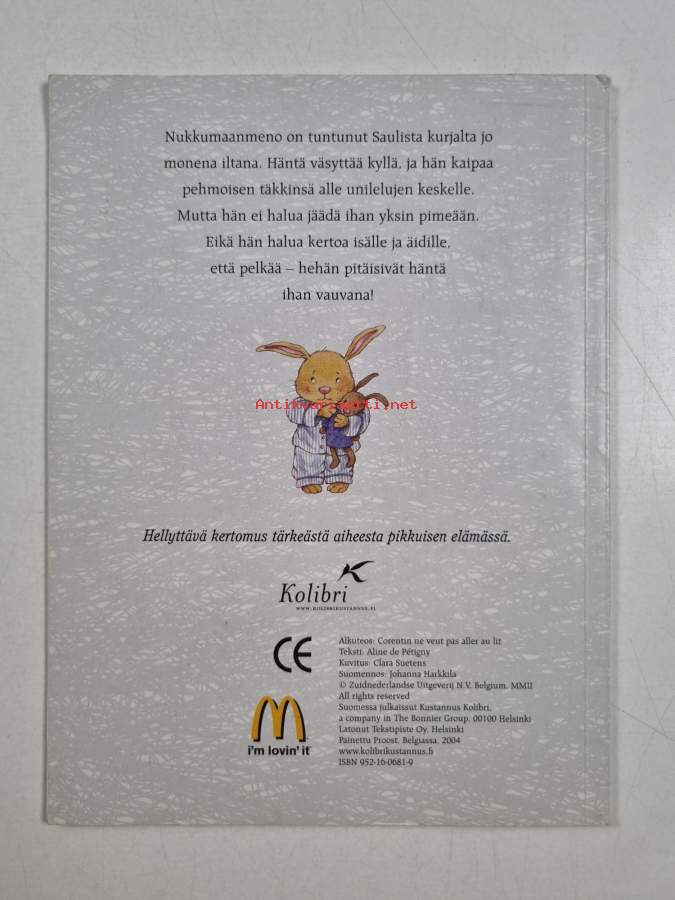 Nukkumaanmeno on tuntunut Saulista kurjalta jo
monena iltana. Häntä väsyttää kyllä, ja hän kaipaa
pehmoisen täkkinsä alle unilelujen keskelle.
Mutta hän ei halua jäädä ihan yksin pimeään.
Eikä hän halua kertoa isälle ja äidille,
että pelkää – hehän pitäisivät häntä
ihan vauvana!
Antikvariaatti.net
Hellyttävä kertomus tärkeästä aiheesta pikkuisen elämässä.
Kolibri
WWW.KOLIBRIKUSTANNUS.FI
CE
Alkuteos: Corentin ne veut pas aller au lit
Teksti: Aline de Pétigny
Kuvitus: Clara Suetens
Suomennos: Johanna Harkkila
© Zuidnederlandse Uitgeverij N.V. Belgium. MMII
All rights reserved
Suomessa julkaissut Kustannus Kolibri,
a company in The Bonnier Group, 00100 Helsinki
Latonut Tekstipiste Oy, Helsinki
Painettu Proost, Belgiassa, 2004
www.kolibrikustannus.fi
ISBN 952-16-0681-9
M
i'm lovin' it